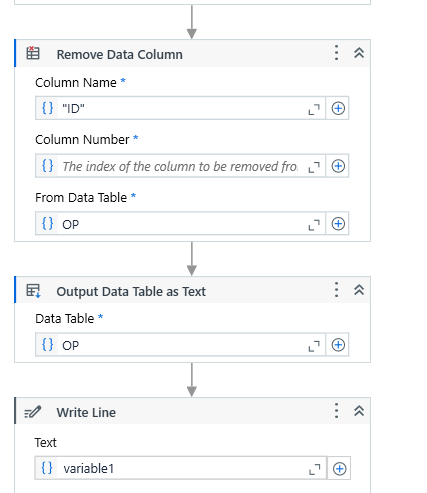 Remove Data Column
Column Name *
{ } "ID"
Column Number *
{ } The index of the column to be removed fro
From Data Table *
{ } OP
Output Data Table as Text
Data Table *
{ } OP
Write Line
Text
{ } variable1